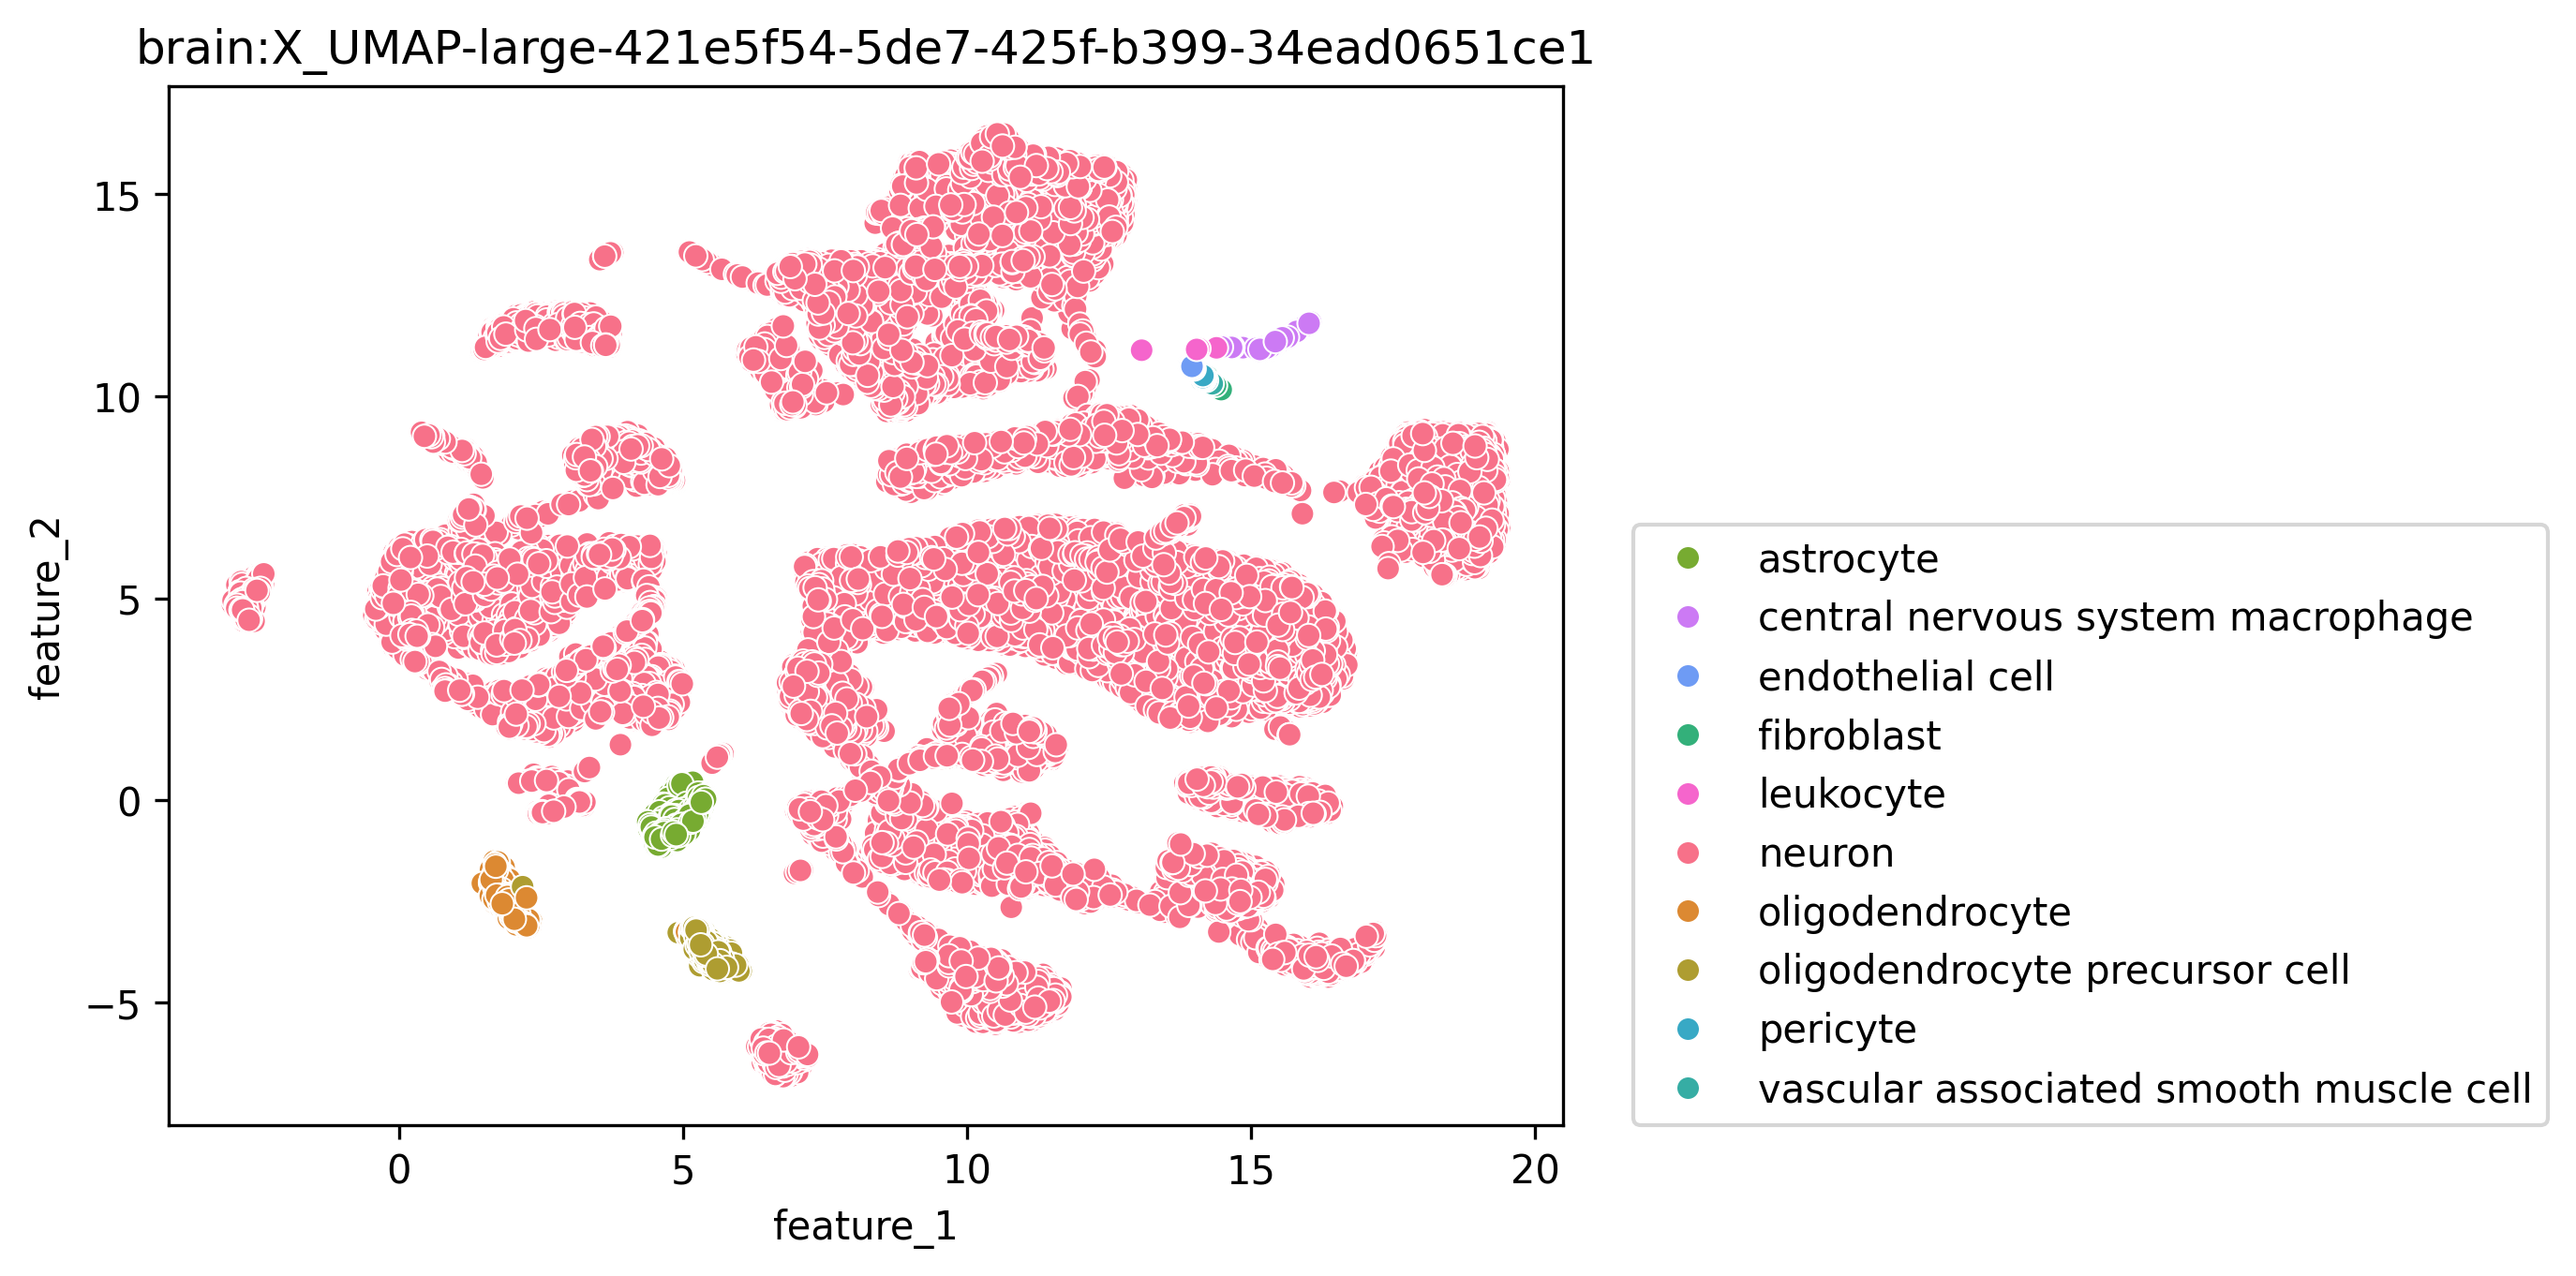 brain:X_UMAP-large-421e5f54-5de7-425f-b399-34ead0651ce1
feature_2
15
10
5
0
−5
0 5 10 15 20
feature_1
astrocyte
central nervous system macrophage
endothelial cell
fibroblast
leukocyte
neuron
oligodendrocyte
oligodendrocyte precursor cell
pericyte
vascular associated smooth muscle cell